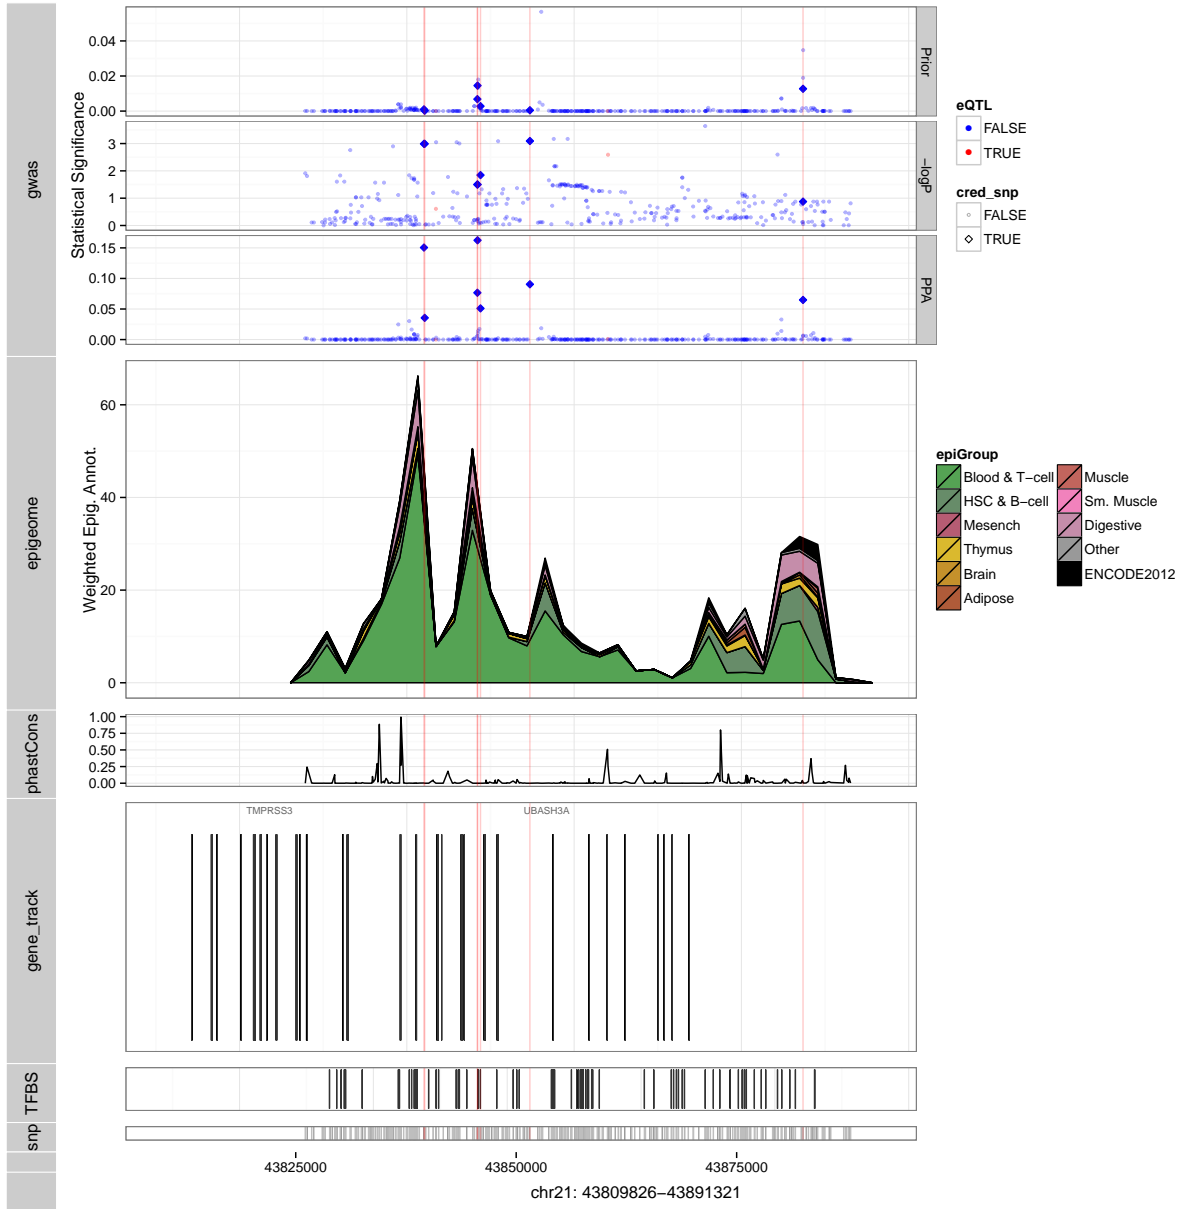 gwas
Statistical Significance
0.04
0.02
0.00
Prior
3
2
1
0
−logP
0.15
0.10
0.05
0.00
PPA
eQTL
FALSE
TRUE
cred_snp
FALSE
TRUE
epigeome
Weighted Epig. Annot.
60
40
20
0
epiGroup
Blood & T−cell
HSC & B−cell
Mesench
Thymus
Brain
Adipose
Muscle
Sm. Muscle
Digestive
Other
ENCODE2012
phastCons
1.00
0.75
0.50
0.25
0.00
gene_track
TMPRSS3
UBASH3A
TFBS
snp
43825000
43850000
43875000
chr21: 43809826−43891321